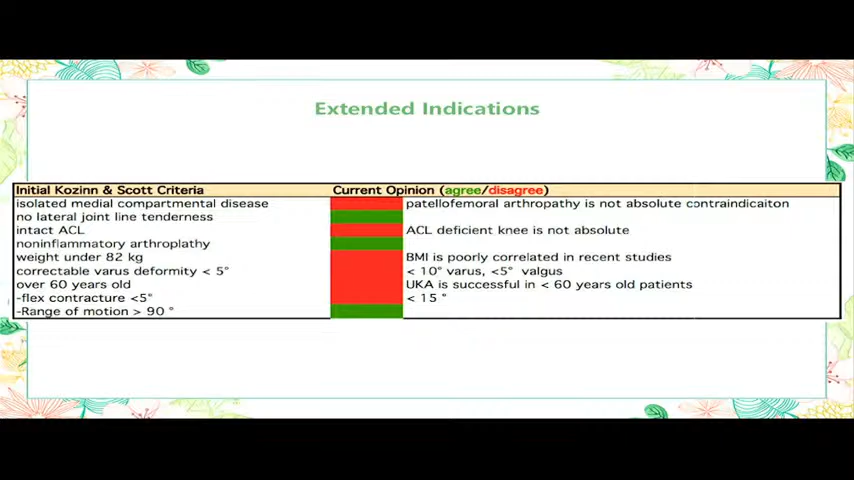 Extended Indications
Initial Kozinn & Scott Criteria Current Opinion (agree/disagree)
isolated medial compartmental disease patellofemoral arthropathy is not absolute contraindicaiton
no lateral joint line tenderness
intact ACL ACL deficient knee is not absolute
noninflammatory arthroplathy
weight under 82 kg BMI is poorly correlated in recent studies
correctable varus deformity < 5° < 10° varus, <5° valgus
over 60 years old UKA is successful in < 60 years old patients
-flex contracture <5° < 15 °
-Range of motion > 90 °